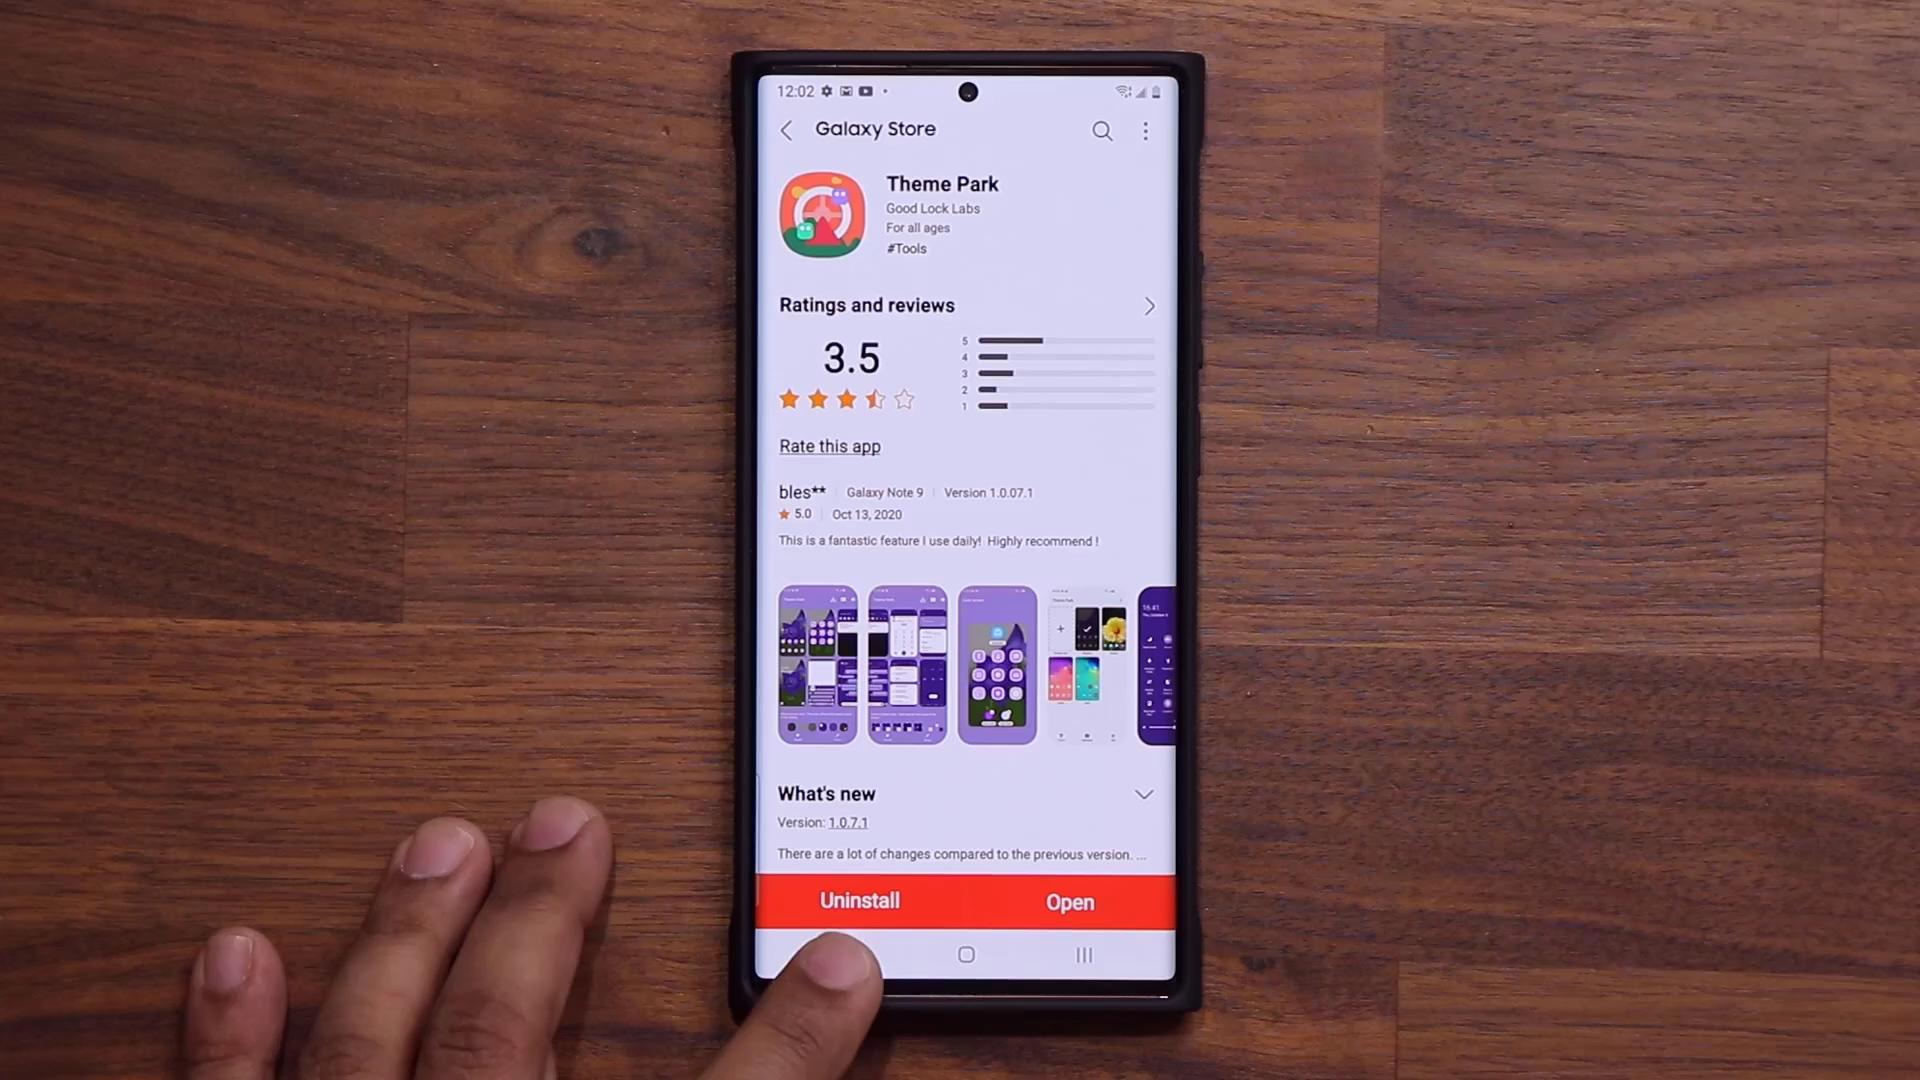 12:02
Galaxy Store
Theme Park
Good Lock Labs
For all ages
#Tools
Ratings and reviews
3.5
5
4
3
2
1
Rate this app
bles** Galaxy Note 9 Version 1.0.07.1
5.0 Oct 13, 2020
This is a fantastic feature I use daily! Highly recommend !
What's new
Version: 1.0.7.1
There are a lot of changes compared to the previous version. ...
Uninstall Open